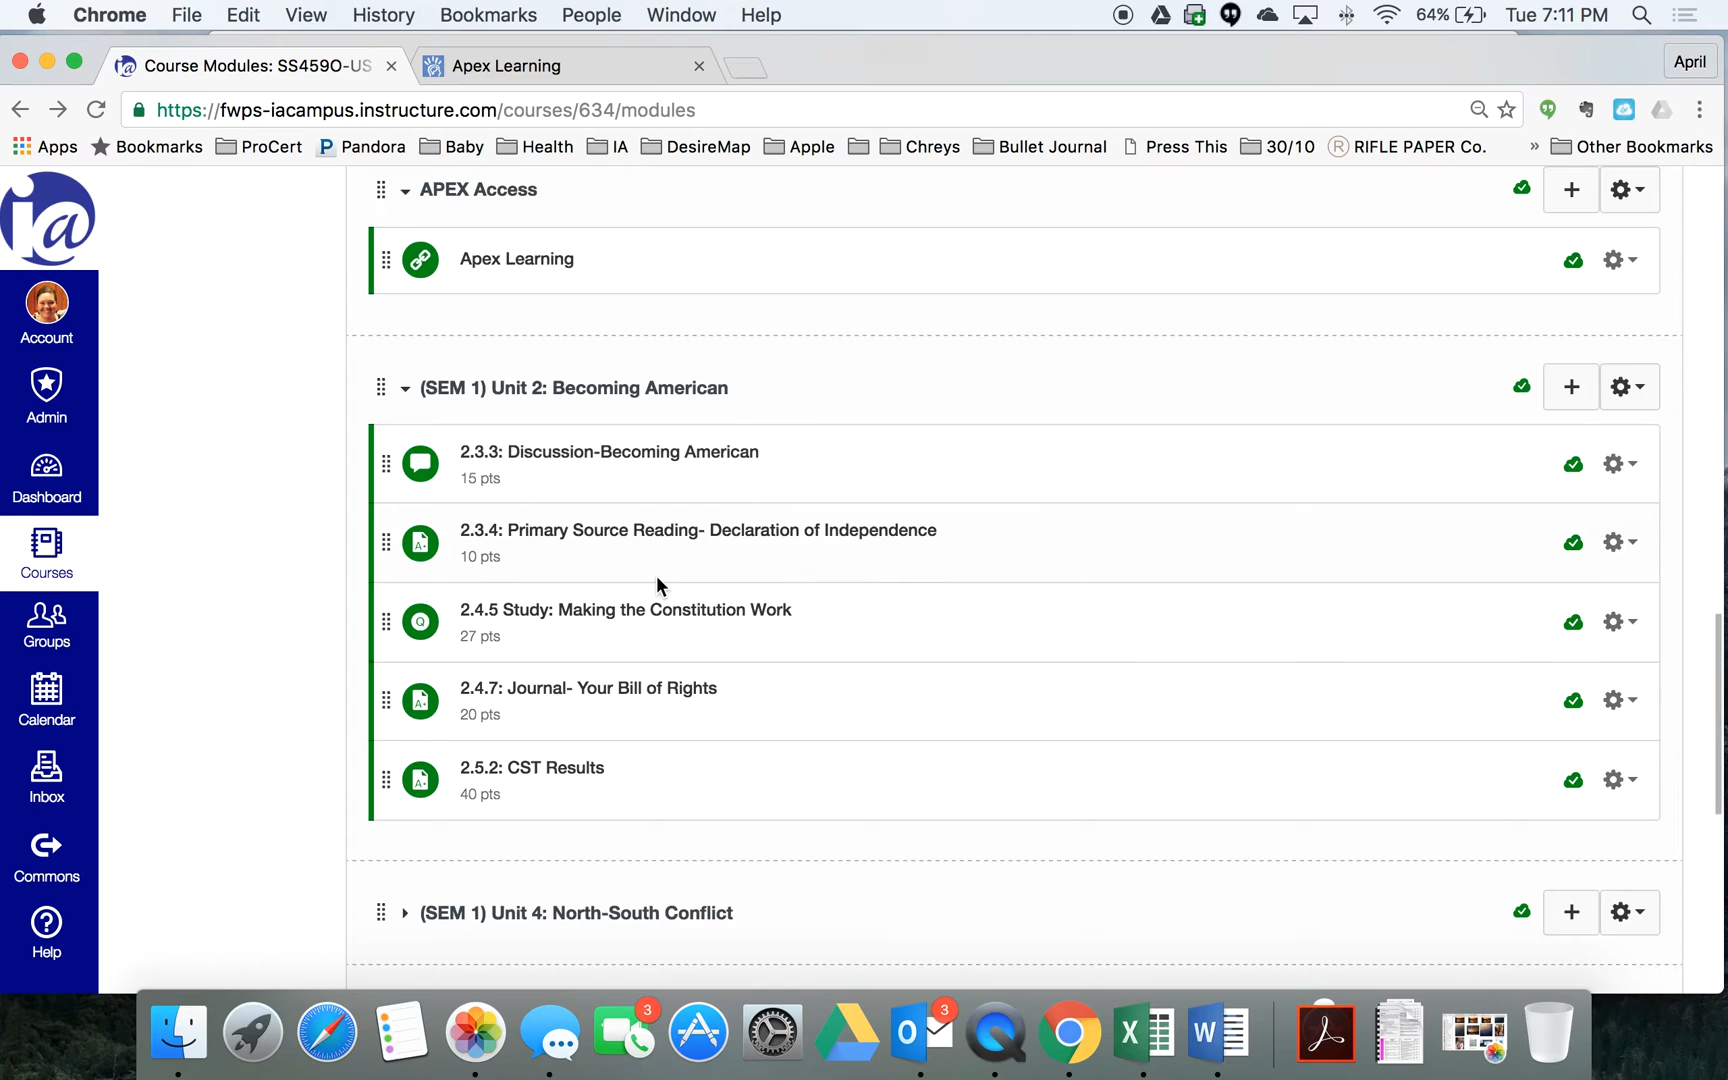 Chrome File Edit View History Bookmarks People Window Help 64% Tue 7:11 PM
Course Modules: SS459O-US Apex Learning April
https://fwps-iacampus.instructure.com/courses/634/modules
Apps Bookmarks ProCert P Pandora Baby Health IA DesireMap Apple Chreys Bullet Journal Press This 30/10 R RIFLE PAPER Co. » Other Bookmarks
ia
APEX Access
Apex Learning
Account
Admin
Dashboard
Courses
Groups
Calendar
Inbox
Commons
Help
(SEM 1) Unit 2: Becoming American
2.3.3: Discussion-Becoming American
15 pts
2.3.4: Primary Source Reading- Declaration of Independence
10 pts
2.4.5 Study: Making the Constitution Work
27 pts
2.4.7: Journal- Your Bill of Rights
20 pts
2.5.2: CST Results
40 pts
(SEM 1) Unit 4: North-South Conflict
3 3